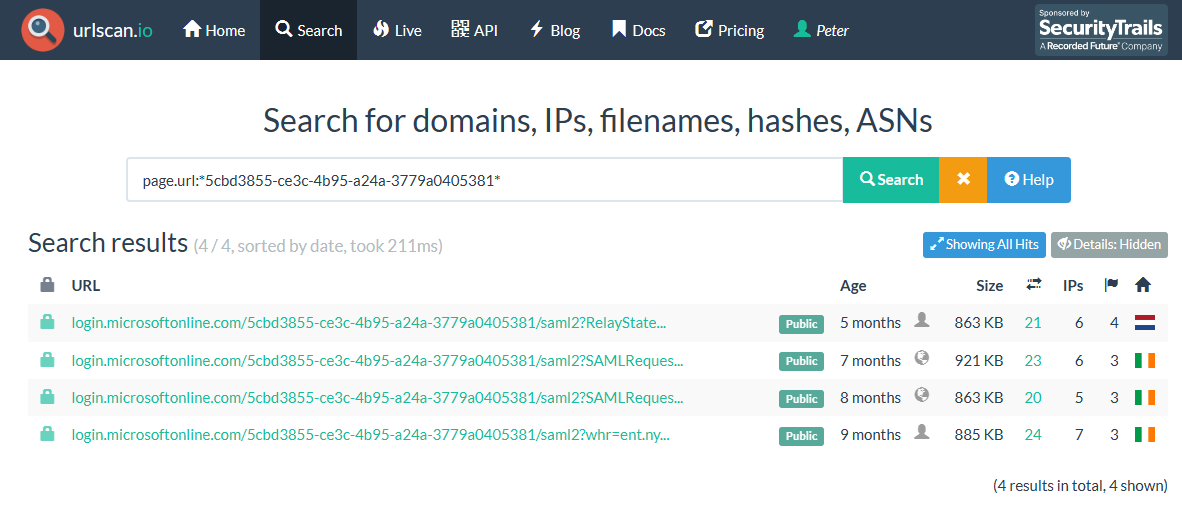 urlscan.io Home Search Live API Blog Docs Pricing Peter
Sponsored by
SecurityTrails
A Recorded Future® Company
Search for domains, IPs, filenames, hashes, ASNs
page.url:*5cbd3855-ce3c-4b95-a24a-3779a0405381* Search Help
Search results (4 / 4, sorted by date, took 211ms) Showing All Hits Details: Hidden
URL Age Size IPs
login.microsoftonline.com/5cbd3855-ce3c-4b95-a24a-3779a0405381/saml2?RelayState... Public 5 months 863 KB 21 6 4
login.microsoftonline.com/5cbd3855-ce3c-4b95-a24a-3779a0405381/saml2?SAMLReques... Public 7 months 921 KB 23 6 3
login.microsoftonline.com/5cbd3855-ce3c-4b95-a24a-3779a0405381/saml2?SAMLReques... Public 8 months 863 KB 20 5 3
login.microsoftonline.com/5cbd3855-ce3c-4b95-a24a-3779a0405381/saml2?whr=ent.ny... Public 9 months 885 KB 24 7 3
(4 results in total, 4 shown)